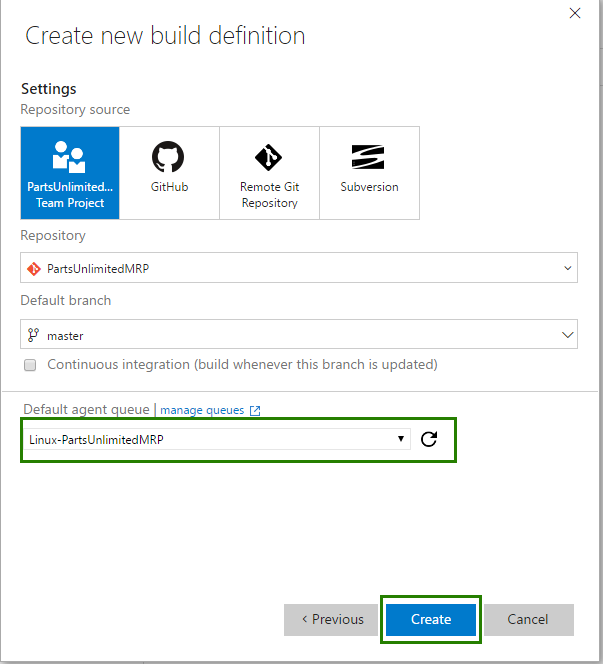 Create new build definition
Settings
Repository source
PartsUnlimited...
Team Project
GitHub
Remote Git
Repository
Subversion
Repository
PartsUnlimitedMRP
Default branch
master
Continuous integration (build whenever this branch is updated)
Default agent queue | manage queues
Linux-PartsUnlimitedMRP
< Previous Create Cancel